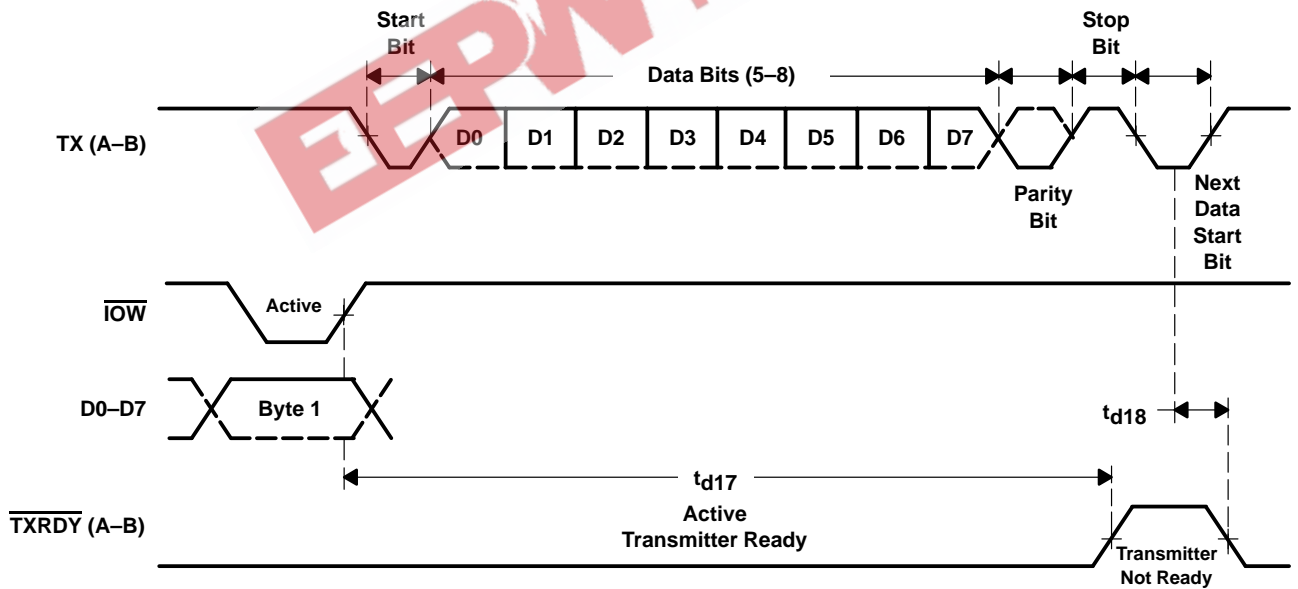 Start
Bit
Stop
Bit
Data Bits (5–8)
TX (A–B)
D0
D1
D2
D3
D4
D5
D6
D7
Parity
Bit
Next
Data
Start
Bit
IOW
Active
D0–D7
Byte 1
td18
td17
TXRDY (A–B)
Active
Transmitter Ready
Transmitter
Not Ready